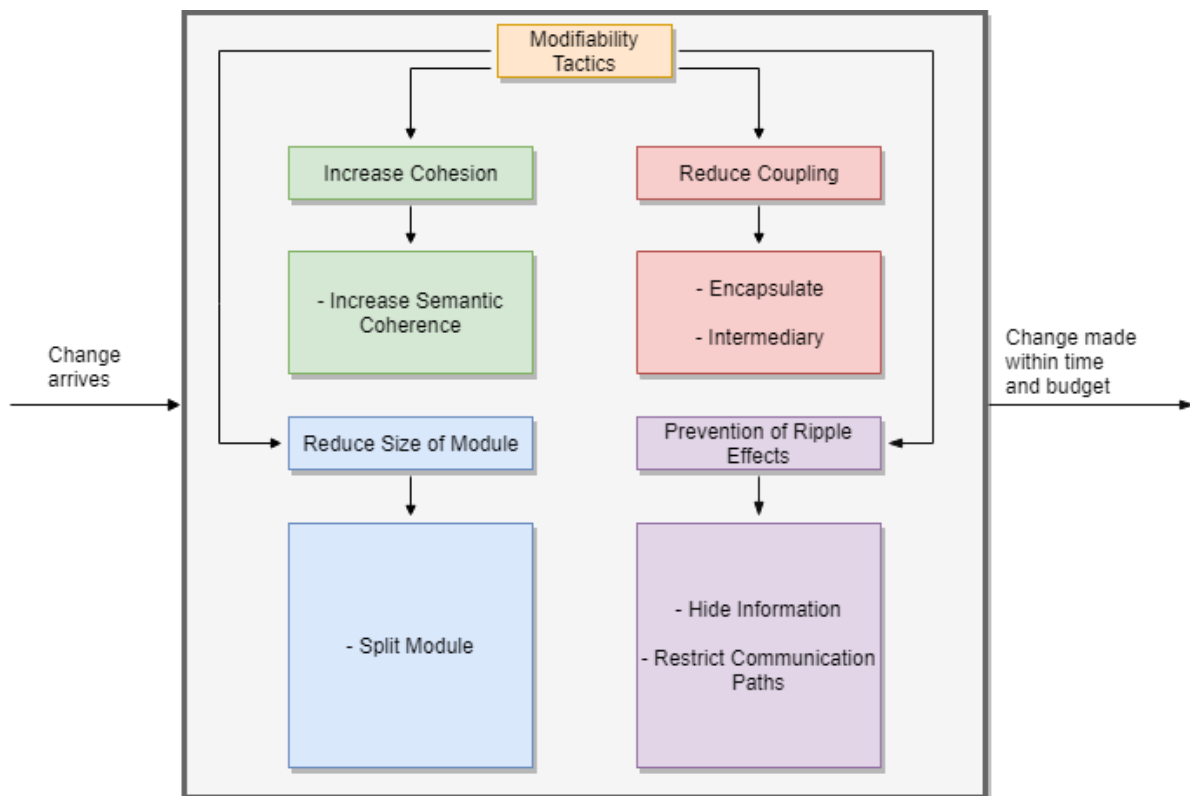 Modifiability
Tactics
Increase Cohesion
Reduce Coupling
- Increase Semantic
Coherence
- Encapsulate
- Intermediary
Change
arrives
Change made
within time
and budget
Reduce Size of Module
Prevention of Ripple
Effects
- Split Module
- Hide Information
- Restrict Communication
Paths